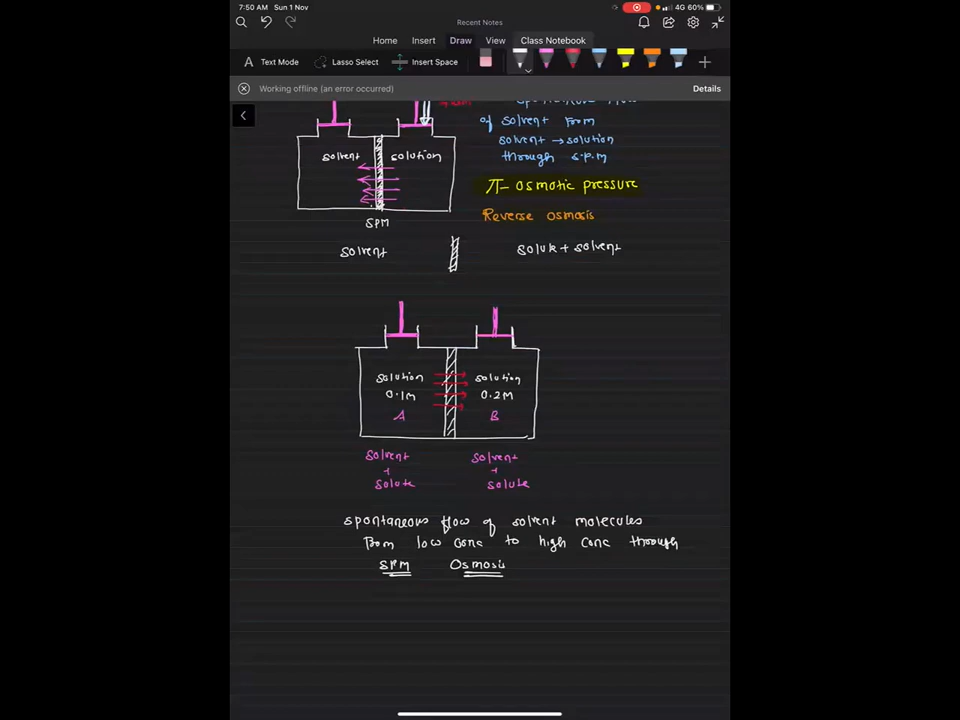 7:50 AM Sun 1 Nov
4G 60%
Recent Notes
Home Insert Draw View Class Notebook
Text Mode Lasso Select Insert Space
Working offline (an error occurred) Details
of solvent from
solvent → solution
through s.p.m
solvent solution
π- osmotic pressure
Reverse osmosis
SPM
solvent
solute + solvent
solution solution
0.1M 0.2M
A B
solvent solvent
+ +
solute solute
spontaneous flow of solvent molecules
from low conc to high conc through
SPM Osmosis